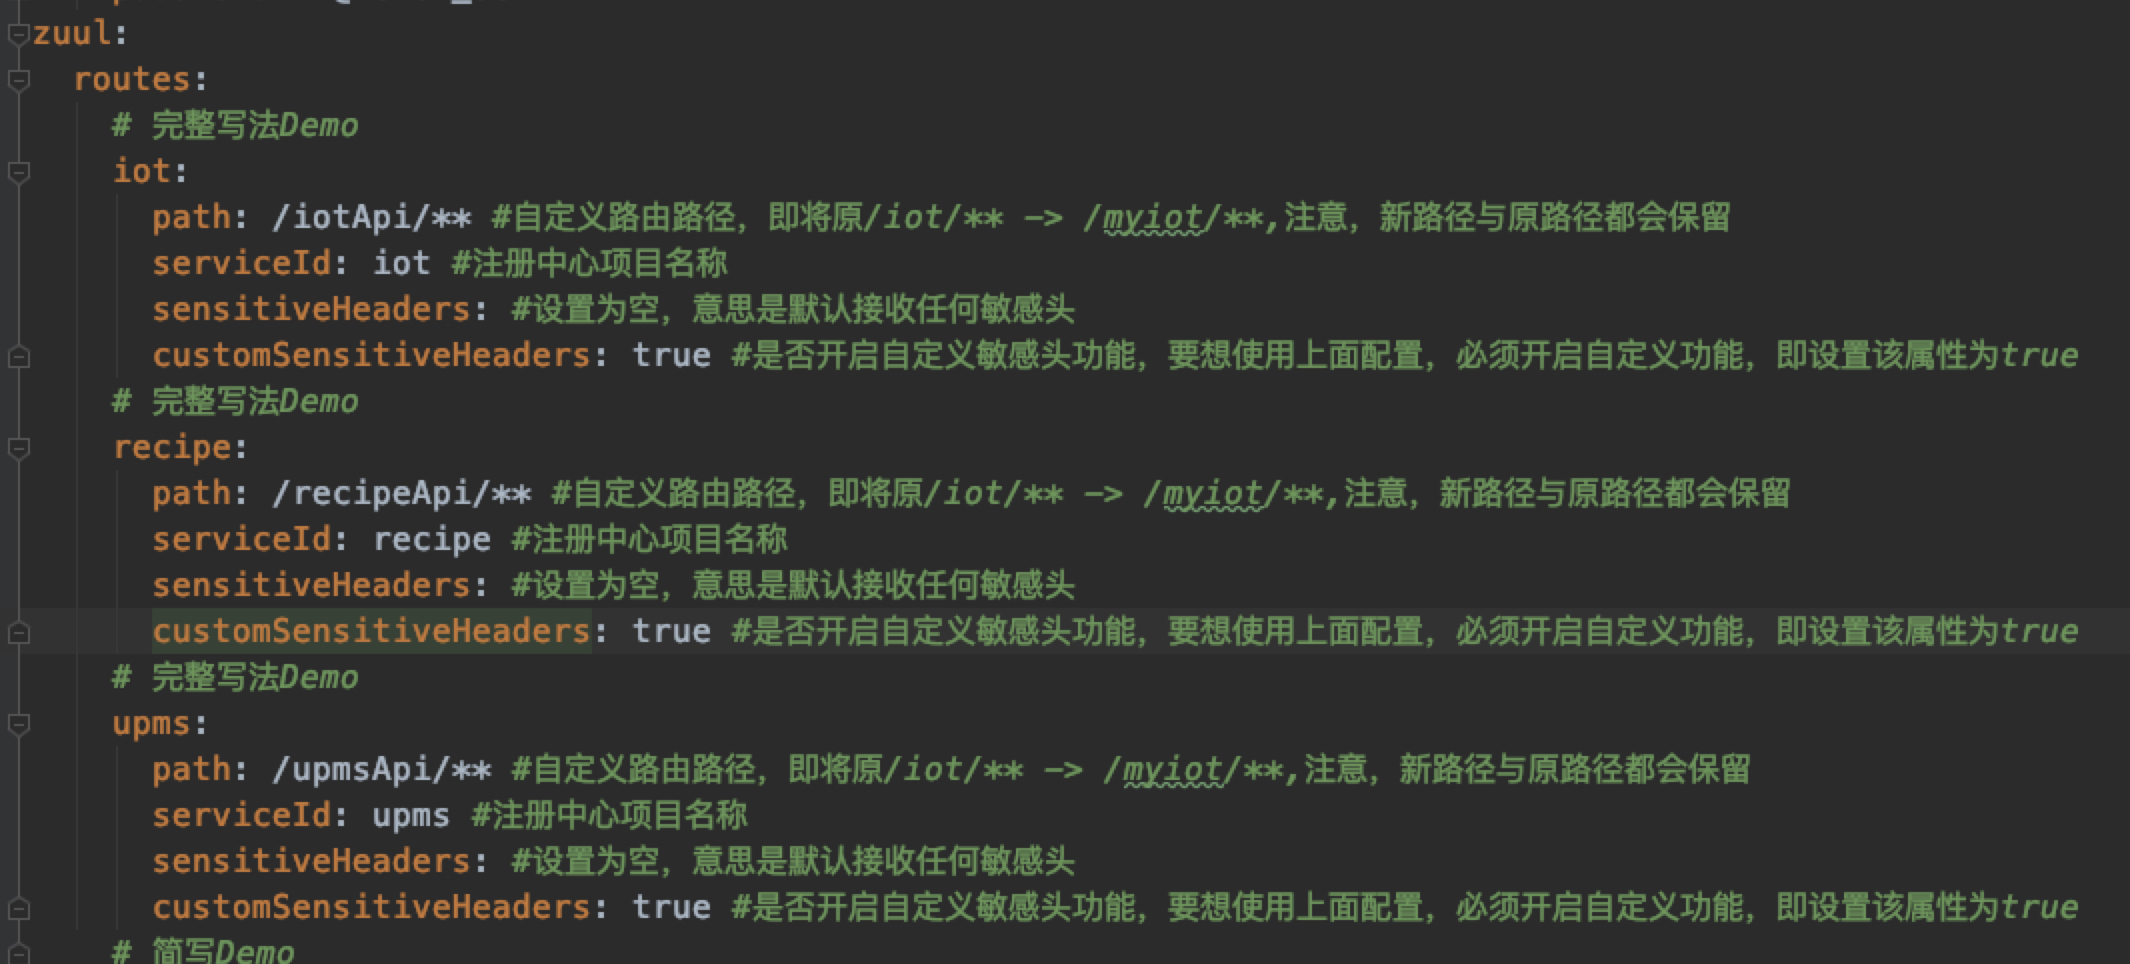 zuul:
routes:
# 完整写法Demo
iot:
path: /iotApi/** #自定义路由路径，即将原/iot/** -> /myiot/**,注意，新路径与原路径都会保留
serviceId: iot #注册中心项目名称
sensitiveHeaders: #设置为空，意思是默认接收任何敏感头
customSensitiveHeaders: true #是否开启自定义敏感头功能，要想使用上面配置，必须开启自定义功能，即设置该属性为true
# 完整写法Demo
recipe:
path: /recipeApi/** #自定义路由路径，即将原/iot/** -> /myiot/**,注意，新路径与原路径都会保留
serviceId: recipe #注册中心项目名称
sensitiveHeaders: #设置为空，意思是默认接收任何敏感头
customSensitiveHeaders: true #是否开启自定义敏感头功能，要想使用上面配置，必须开启自定义功能，即设置该属性为true
# 完整写法Demo
upms:
path: /upmsApi/** #自定义路由路径，即将原/iot/** -> /myiot/**,注意，新路径与原路径都会保留
serviceId: upms #注册中心项目名称
sensitiveHeaders: #设置为空，意思是默认接收任何敏感头
customSensitiveHeaders: true #是否开启自定义敏感头功能，要想使用上面配置，必须开启自定义功能，即设置该属性为true
# 简写Demo